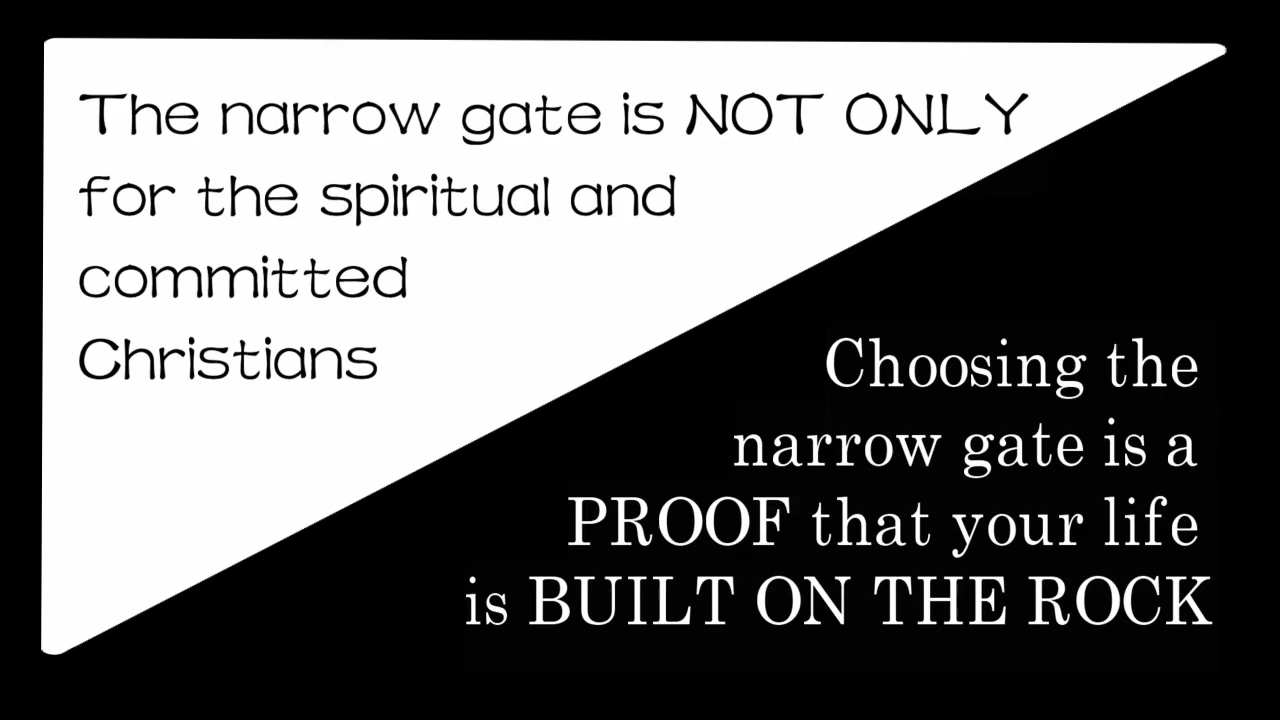 The narrow gate is NOT ONLY
for the spiritual and
committed
Christians
Choosing the
narrow gate is a
PROOF that your life
is BUILT ON THE ROCK